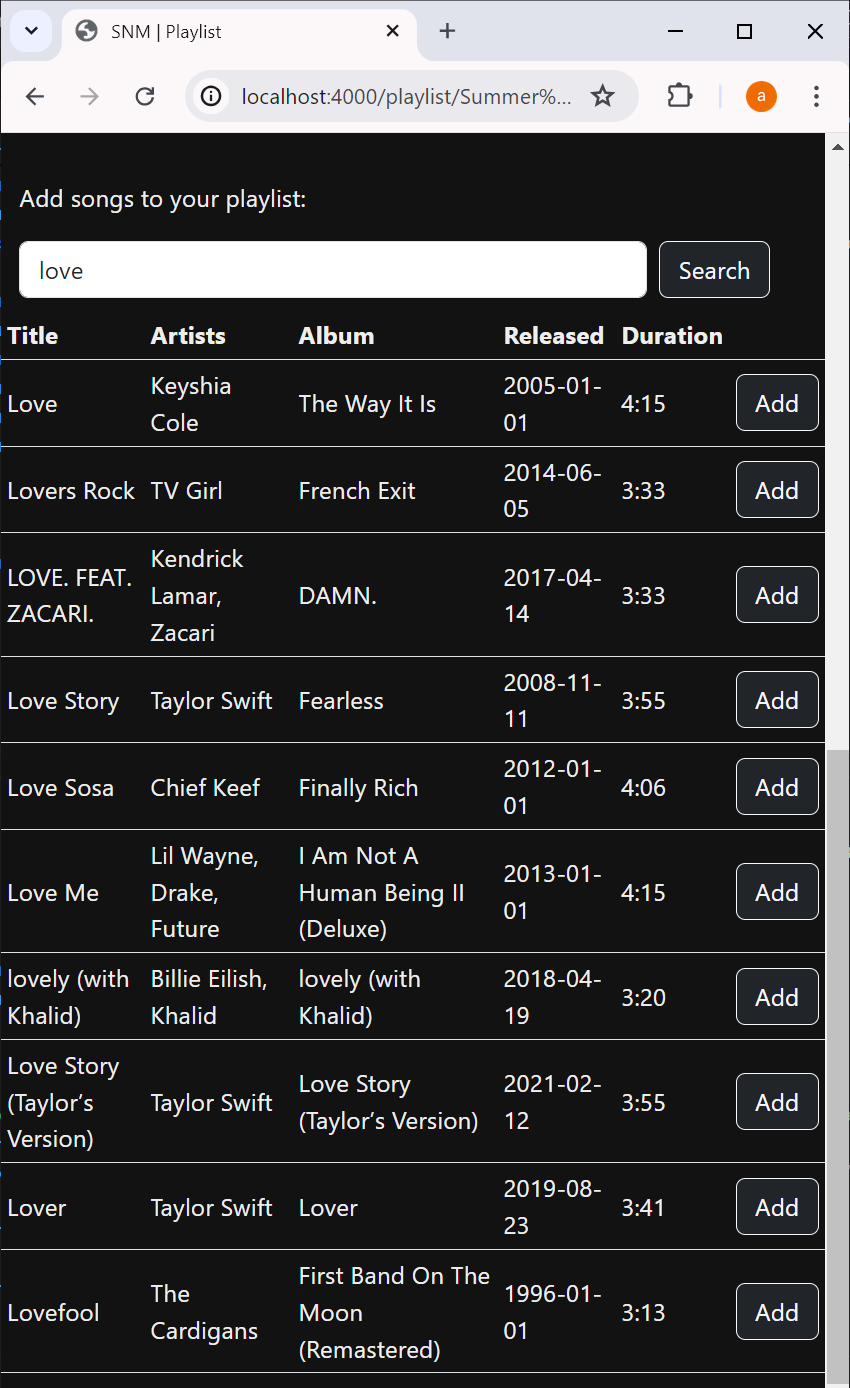 SNM | Playlist
localhost:4000/playlist/Summer%...
a
Add songs to your playlist:
love
Search
Title Artists Album Released Duration
Love Keyshia Cole The Way It Is 2005-01-01 4:15 Add
Lovers Rock TV Girl French Exit 2014-06-05 3:33 Add
LOVE. FEAT. ZACARI. Kendrick Lamar, Zacari DAMN. 2017-04-14 3:33 Add
Love Story Taylor Swift Fearless 2008-11-11 3:55 Add
Love Sosa Chief Keef Finally Rich 2012-01-01 4:06 Add
Love Me Lil Wayne, Drake, Future I Am Not A Human Being II (Deluxe) 2013-01-01 4:15 Add
lovely (with Khalid) Billie Eilish, Khalid lovely (with Khalid) 2018-04-19 3:20 Add
Love Story (Taylor’s Version) Taylor Swift Love Story (Taylor’s Version) 2021-02-12 3:55 Add
Lover Taylor Swift Lover 2019-08-23 3:41 Add
Lovefool The Cardigans First Band On The Moon (Remastered) 1996-01-01 3:13 Add